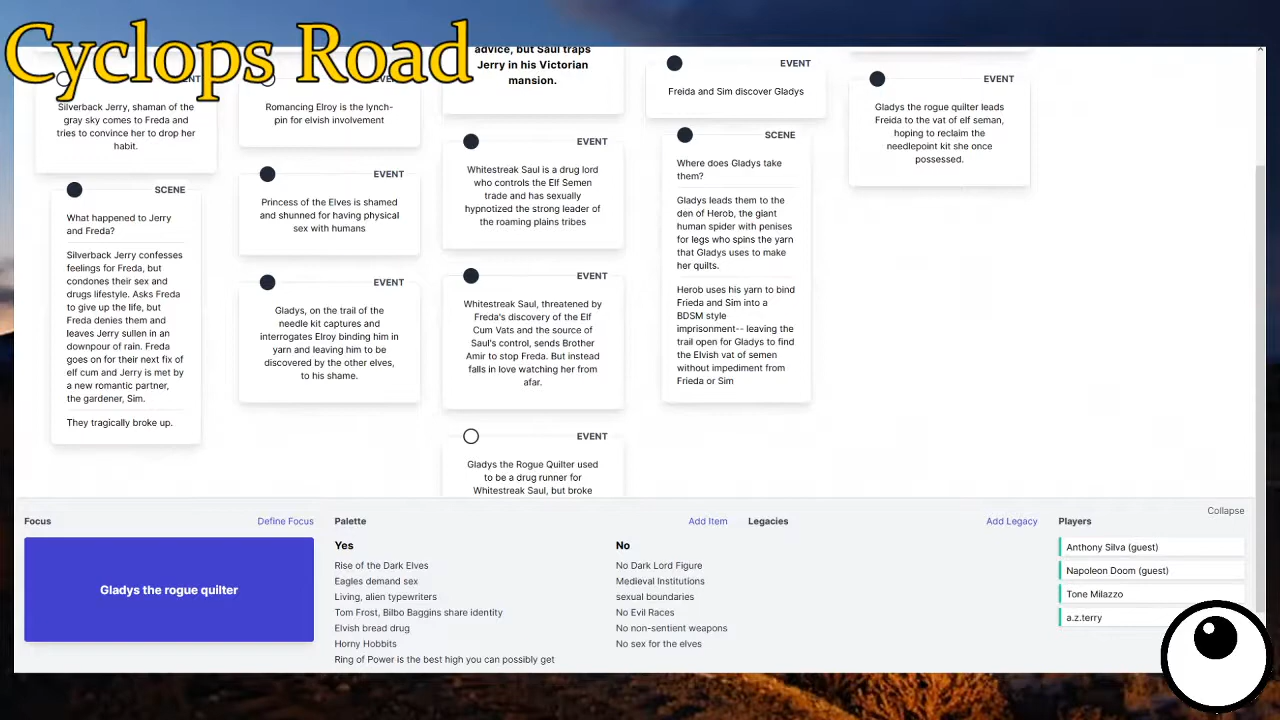 Cyclops Road
EVENT
Silverback Jerry, shaman of the
gray sky comes to Freda and
tries to convince her to drop her
habit.
SCENE
What happened to Jerry
and Freda?
Silverback Jerry confesses
feelings for Freda, but
condones their sex and
drugs lifestyle. Asks Freda
to give up the life, but
Freda denies them and
leaves Jerry sullen in an
downpour of rain. Freda
goes on for their next fix of
elf cum and Jerry is met by
a new romantic partner,
the gardener, Sim.
They tragically broke up.
EVENT
Romancing Elroy is the lynch-
pin for elvish involvement
EVENT
Princess of the Elves is shamed
and shunned for having physical
sex with humans
EVENT
Gladys, on the trail of the
needle kit captures and
interrogates Elroy binding him in
yarn and leaving him to be
discovered by the other elves,
to his shame.
advice, but Saul traps
Jerry in his Victorian
mansion.
EVENT
Whitestreak Saul is a drug lord
who controls the Elf Semen
trade and has sexually
hypnotized the strong leader of
the roaming plains tribes
EVENT
Whitestreak Saul, threatened by
Freda's discovery of the Elf
Cum Vats and the source of
Saul's control, sends Brother
Amir to stop Freda. But instead
falls in love watching her from
afar.
EVENT
Gladys the Rogue Quilter used
to be a drug runner for
Whitestreak Saul, but broke
EVENT
Freida and Sim discover Gladys
SCENE
Where does Gladys take
them?
Gladys leads them to the
den of Herob, the giant
human spider with penises
for legs who spins the yarn
that Gladys uses to make
her quilts.
Herob uses his yarn to bind
Frieda and Sim into a
BDSM style
imprisonment-- leaving the
trail open for Gladys to find
the Elvish vat of semen
without impediment from
Frieda or Sim
EVENT
Gladys the rogue quilter leads
Freida to the vat of elf seman,
hoping to reclaim the
needlepoint kit she once
possessed.
Collapse
Focus
Define Focus
Gladys the rogue quilter
Palette
Add Item
Yes
Rise of the Dark Elves
Eagles demand sex
Living, alien typewriters
Tom Frost, Bilbo Baggins share identity
Elvish bread drug
Horny Hobbits
Ring of Power is the best high you can possibly get
No
No Dark Lord Figure
Medieval Institutions
sexual boundaries
No Evil Races
No non-sentient weapons
No sex for the elves
Legacies
Add Legacy
Players
Anthony Silva (guest)
Napoleon Doom (guest)
Tone Milazzo
a.z.terry